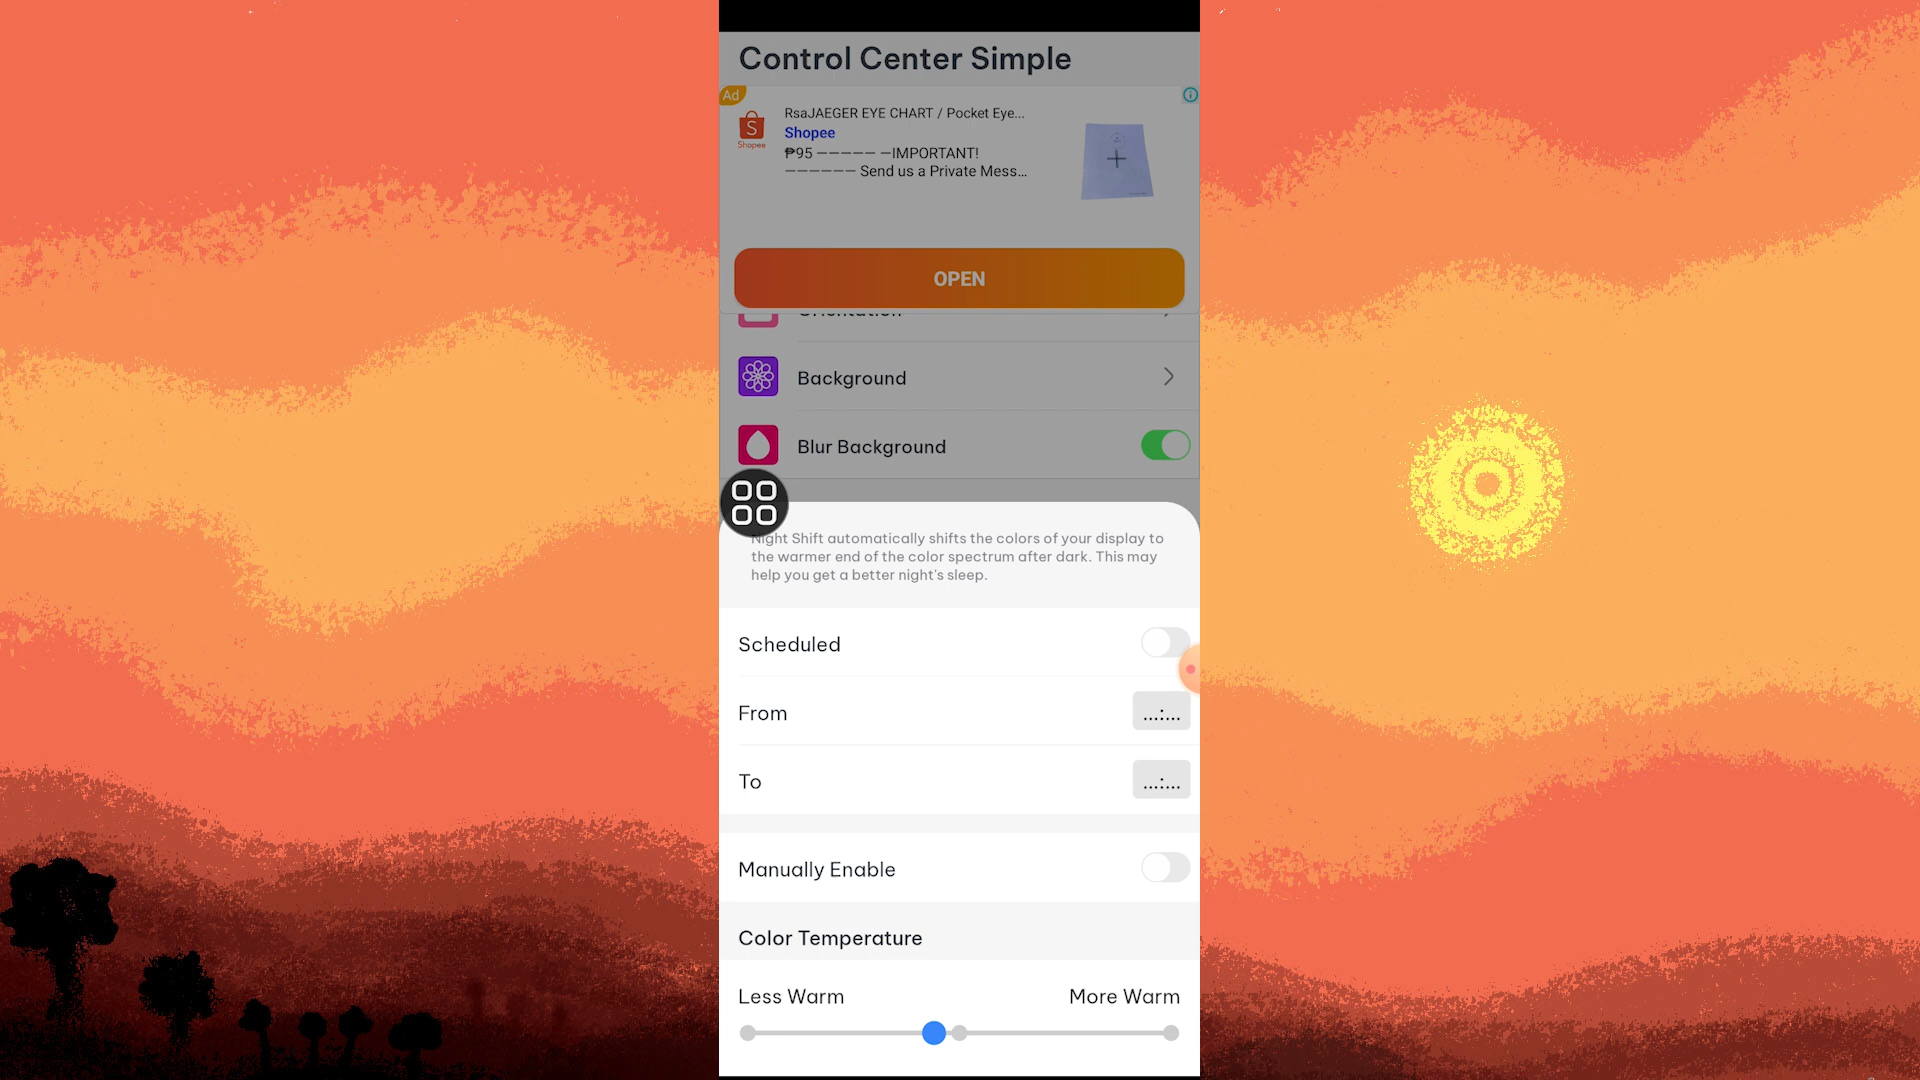 Control Center Simple
Ad
RsaJAEGER EYE CHART / Pocket Eye...
Shopee
Shopee
₱95 ————— —IMPORTANT!
—————— Send us a Private Mess...
OPEN
Orientation
Background
Blur Background
Night Shift automatically shifts the colors of your display to
the warmer end of the color spectrum after dark. This may
help you get a better night's sleep.
Scheduled
From
...:...
To
...:...
Manually Enable
Color Temperature
Less Warm
More Warm